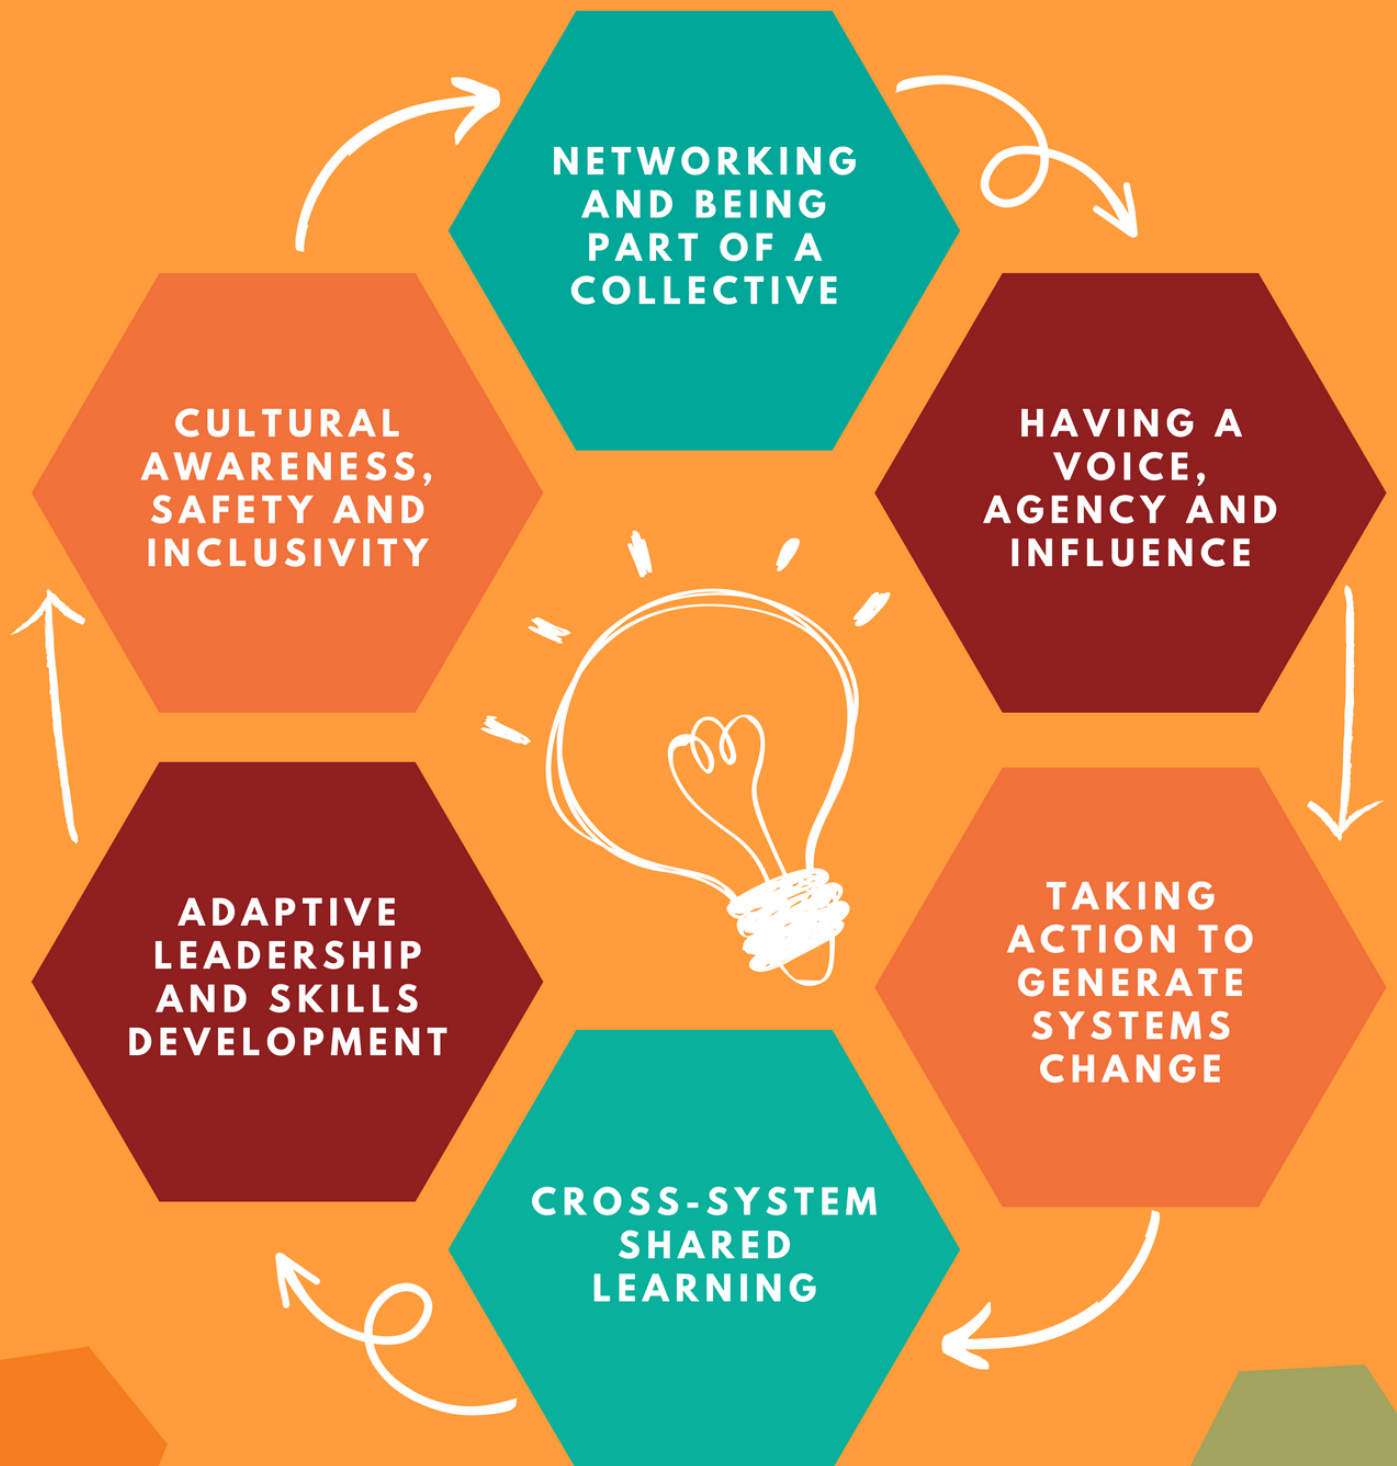 NETWORKING
AND BEING
PART OF A
COLLECTIVE
HAVING A
VOICE,
AGENCY AND
INFLUENCE
TAKING
ACTION TO
GENERATE
SYSTEMS
CHANGE
CROSS-SYSTEM
SHARED
LEARNING
ADAPTIVE
LEADERSHIP
AND SKILLS
DEVELOPMENT
CULTURAL
AWARENESS,
SAFETY AND
INCLUSIVITY